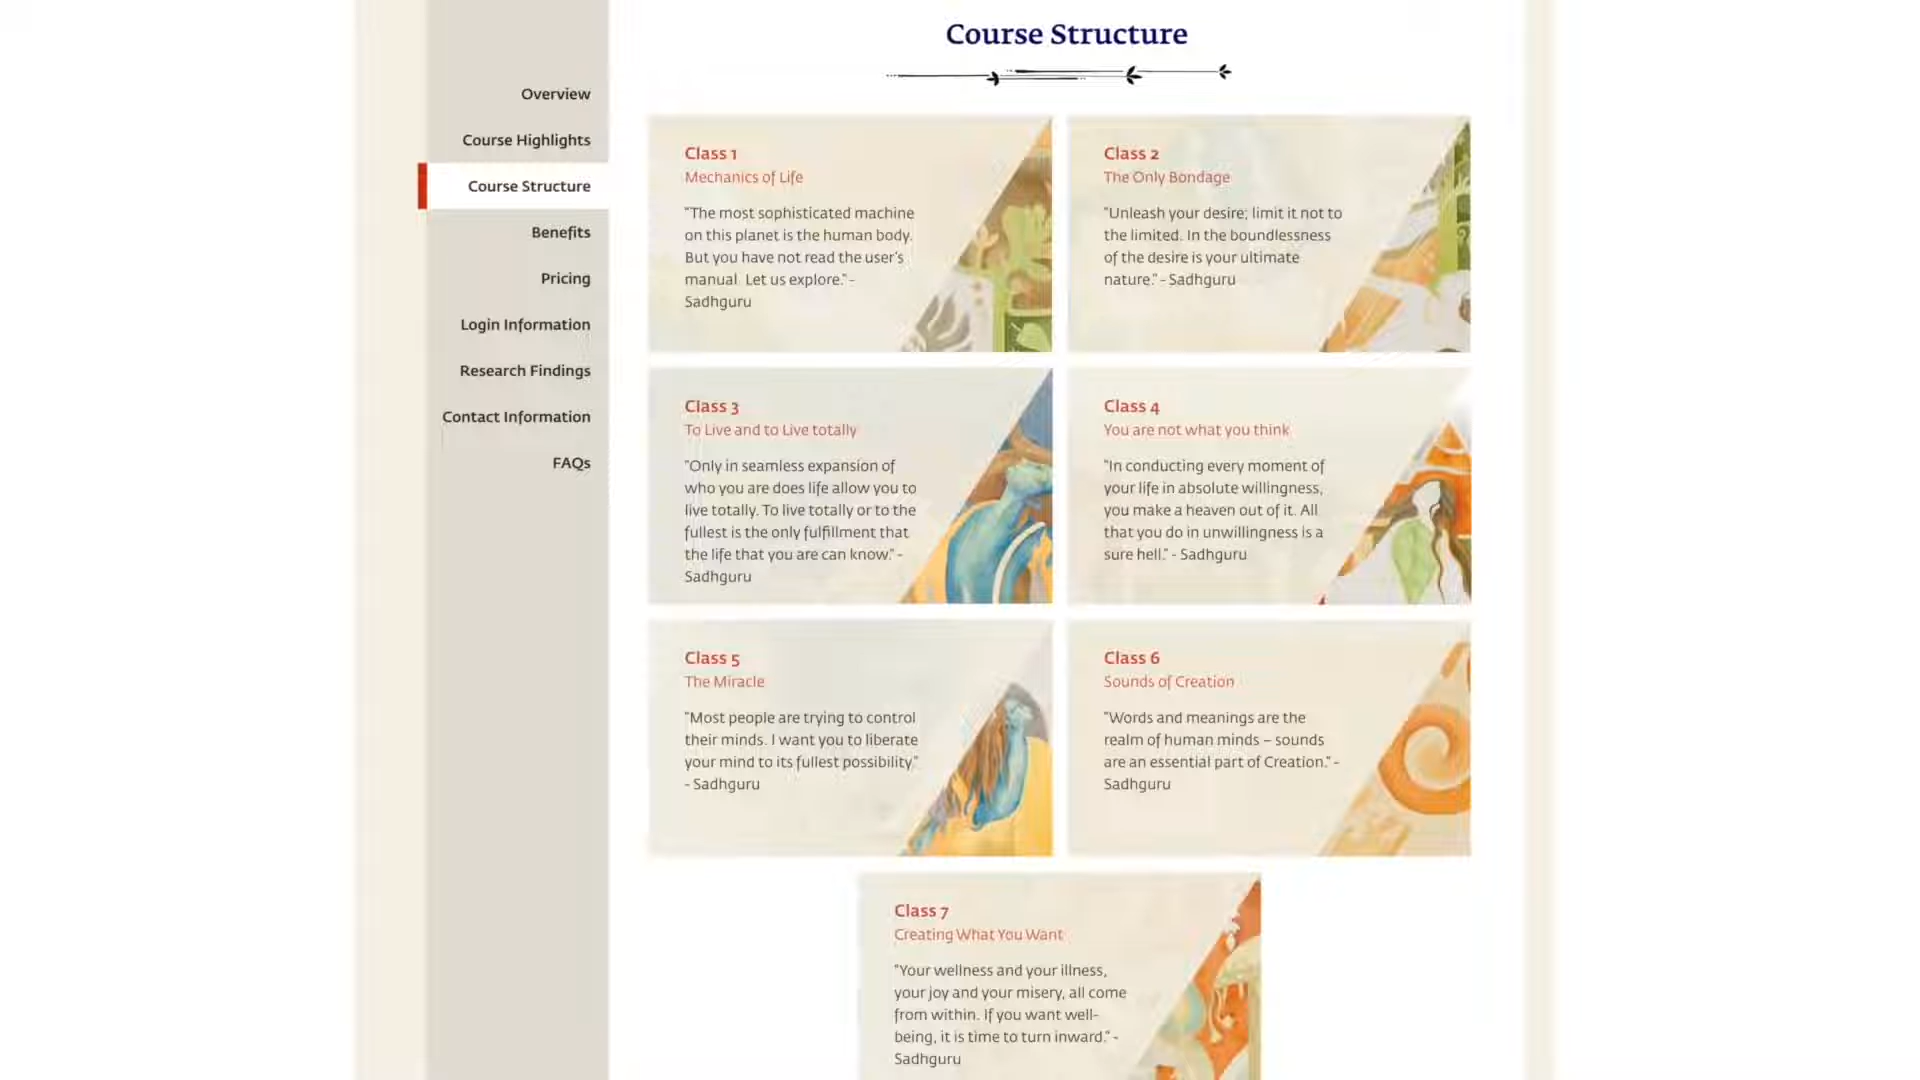 Course Structure
Overview
Course Highlights
Course Structure
Benefits
Pricing
Login Information
Research Findings
Contact Information
FAQs
Class 1
Mechanics of Life
"The most sophisticated machine
on this planet is the human body.
But you have not read the user's
manual. Let us explore." -
Sadhguru
Class 2
The Only Bondage
"Unleash your desire; limit it not to
the limited. In the boundlessness
of the desire is your ultimate
nature." - Sadhguru
Class 3
To Live and to Live totally
"Only in seamless expansion of
who you are does life allow you to
live totally. To live totally or to the
fullest is the only fulfillment that
the life that you are can know." -
Sadhguru
Class 4
You are not what you think
"In conducting every moment of
your life in absolute willingness,
you make a heaven out of it. All
that you do in unwillingness is a
sure hell." - Sadhguru
Class 5
The Miracle
"Most people are trying to control
their minds. I want you to liberate
your mind to its fullest possibility."
- Sadhguru
Class 6
Sounds of Creation
"Words and meanings are the
realm of human minds – sounds
are an essential part of Creation." -
Sadhguru
Class 7
Creating What You Want
"Your wellness and your illness,
your joy and your misery, all come
from within. If you want well-
being, it is time to turn inward." -
Sadhguru